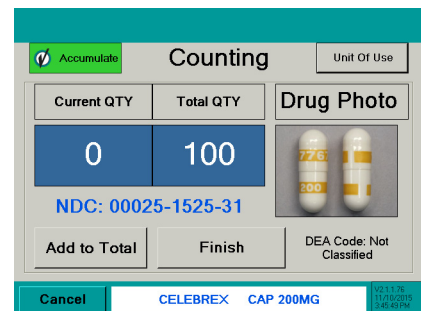 Accumulate
Counting
Unit Of Use
Current QTY
Total QTY
Drug Photo
0
100
7767
200
NDC: 00025-1525-31
Add to Total
Finish
DEA Code: Not
Classified
Cancel
CELEBREX CAP 200MG
V2.1.1.76
11/10/2015
3:45:49 PM